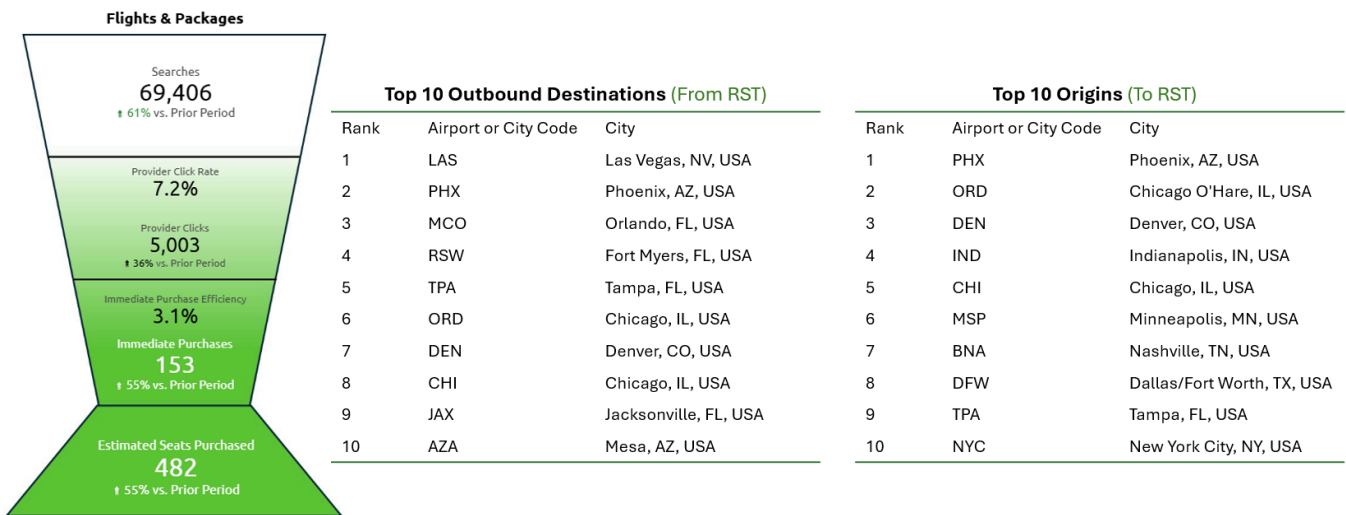 Flights & Packages
Searches
69,406
⬆ 61% vs. Prior Period
Provider Click Rate
7.2%
Provider Clicks
5,003
⬆ 36% vs. Prior Period
Immediate Purchase Efficiency
3.1%
Immediate Purchases
153
⬆ 55% vs. Prior Period
Estimated Seats Purchased
482
⬆ 55% vs. Prior Period
Top 10 Outbound Destinations (From RST)
Rank Airport or City Code City
1 LAS Las Vegas, NV, USA
2 PHX Phoenix, AZ, USA
3 MCO Orlando, FL, USA
4 RSW Fort Myers, FL, USA
5 TPA Tampa, FL, USA
6 ORD Chicago, IL, USA
7 DEN Denver, CO, USA
8 CHI Chicago, IL, USA
9 JAX Jacksonville, FL, USA
10 AZA Mesa, AZ, USA
Top 10 Origins (To RST)
Rank Airport or City Code City
1 PHX Phoenix, AZ, USA
2 ORD Chicago O'Hare, IL, USA
3 DEN Denver, CO, USA
4 IND Indianapolis, IN, USA
5 CHI Chicago, IL, USA
6 MSP Minneapolis, MN, USA
7 BNA Nashville, TN, USA
8 DFW Dallas/Fort Worth, TX, USA
9 TPA Tampa, FL, USA
10 NYC New York City, NY, USA